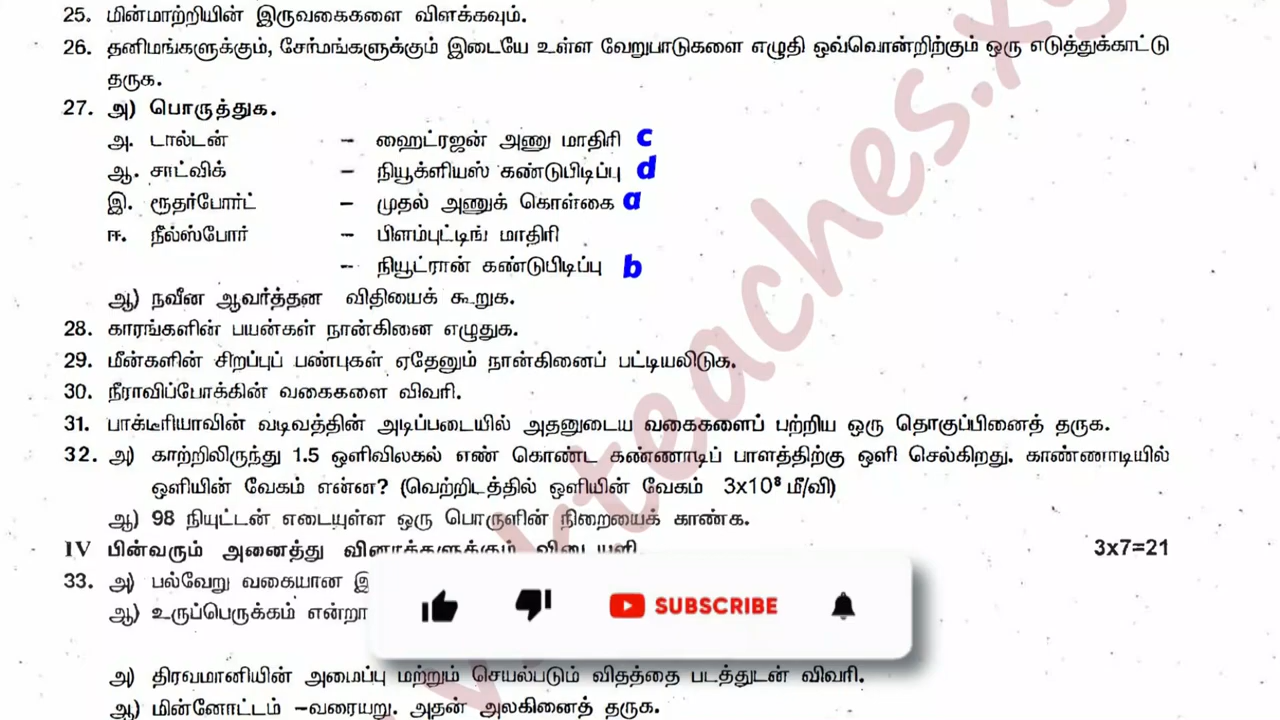 25. மின்மாற்றியின் இருவகைகளை விளக்கவும்.
26. தனிமங்களுக்கும், சேர்மங்களுக்கும் இடையே உள்ள வேறுபாடுகளை எழுதி ஒவ்வொன்றிற்கும் ஒரு எடுத்துக்காட்டு
தருக.
27. அ) பொருத்துக.
அ. டால்டன் – ஹைட்ரஜன் அணு மாதிரி c
ஆ. சாட்விக் – நியூக்ளியஸ் கண்டுபிடிப்பு d
இ. ரூதர்போர்ட் – முதல் அணுக் கொள்கை a
ஈ. நீல்ஸ்போர் – பிளம்புட்டிங் மாதிரி
– நியூட்ரான் கண்டுபிடிப்பு b
ஆ) நவீன ஆவர்த்தன விதியைக் கூறுக.
28. காரங்களின் பயன்கள் நான்கினை எழுதுக.
29. மீன்களின் சிறப்புப் பண்புகள் ஏதேனும் நான்கினைப் பட்டியலிடுக.
30. நீராவிப்போக்கின் வகைகளை விவரி.
31. பாக்டீரியாவின் வடிவத்தின் அடிப்படையில் அதனுடைய வகைகளைப் பற்றிய ஒரு தொகுப்பினைத் தருக.
32. அ) காற்றிலிருந்து 1.5 ஒளிவிலகல் எண் கொண்ட கண்ணாடிப் பாளத்திற்கு ஒளி செல்கிறது. காண்ணாடியில்
ஒளியின் வேகம் என்ன? (வெற்றிடத்தில் ஒளியின் வேகம் 3x10⁸ மீ/வி)
ஆ) 98 நியுட்டன் எடையுள்ள ஒரு பொருளின் நிறையைக் காண்க.
IV பின்வரும் அனைத்து வினாக்களுக்கும் விடையளி. 3x7=21
33. அ) பல்வேறு வகையான
ஆ) உருப்பெருக்கம் என்றா
SUBSCRIBE
அ) திரவமானியின் அமைப்பு மற்றும் செயல்படும் விதத்தை படத்துடன் விவரி.
ஆ) மின்னோட்டம் –வரையறு. அதன் அலகினைத் தருக.